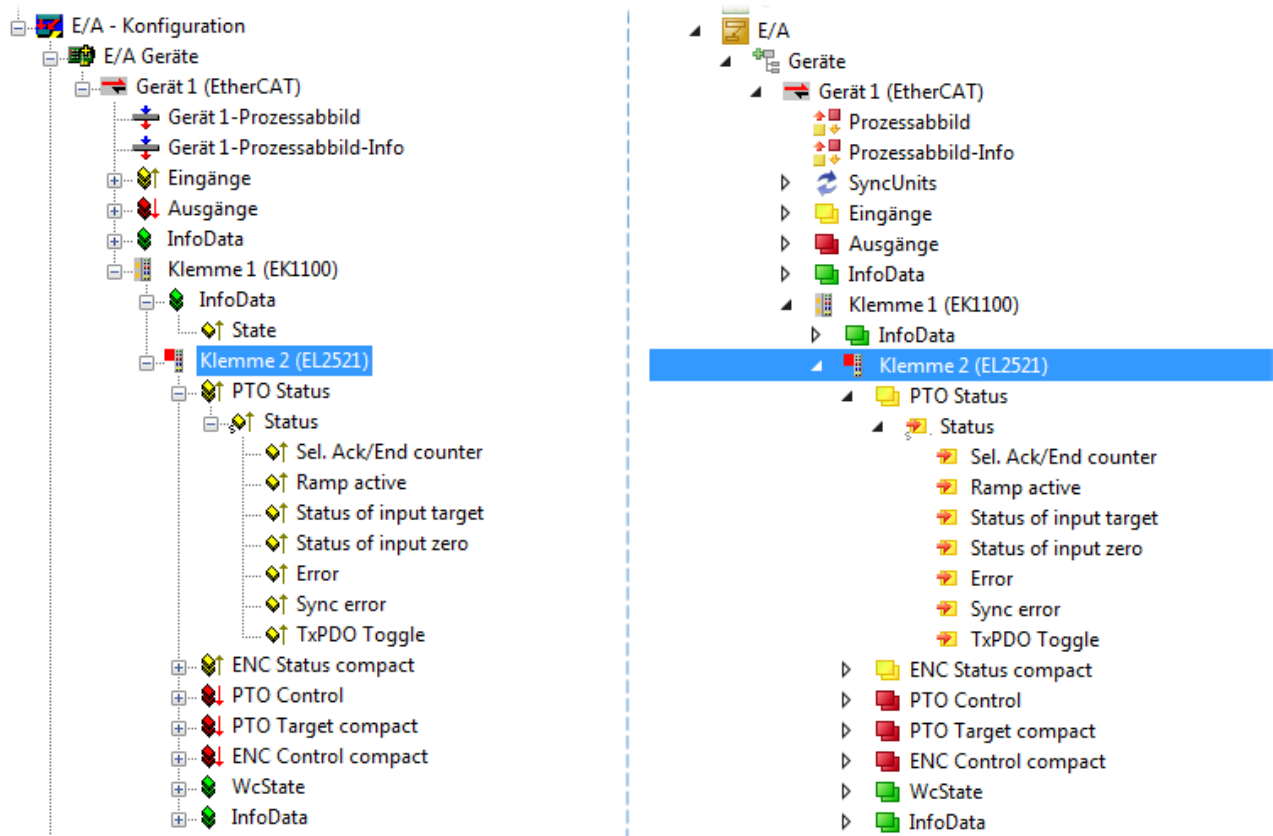 E/A - Konfiguration
E/A Geräte
Gerät 1 (EtherCAT)
Gerät 1-Prozessabbild
Gerät 1-Prozessabbild-Info
Eingänge
Ausgänge
InfoData
Klemme 1 (EK1100)
InfoData
State
Klemme 2 (EL2521)
PTO Status
Status
Sel. Ack/End counter
Ramp active
Status of input target
Status of input zero
Error
Sync error
TxPDO Toggle
ENC Status compact
PTO Control
PTO Target compact
ENC Control compact
WcState
InfoData
E/A
Geräte
Gerät 1 (EtherCAT)
Prozessabbild
Prozessabbild-Info
SyncUnits
Eingänge
Ausgänge
InfoData
Klemme 1 (EK1100)
InfoData
Klemme 2 (EL2521)
PTO Status
Status
Sel. Ack/End counter
Ramp active
Status of input target
Status of input zero
Error
Sync error
TxPDO Toggle
ENC Status compact
PTO Control
PTO Target compact
ENC Control compact
WcState
InfoData